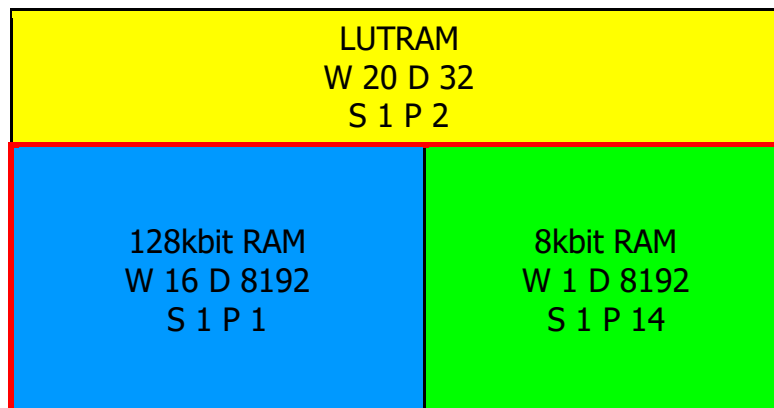 LUTRAM
W 20 D 32
S 1 P 2
128kbit RAM
W 16 D 8192
S 1 P 1
8kbit RAM
W 1 D 8192
S 1 P 14